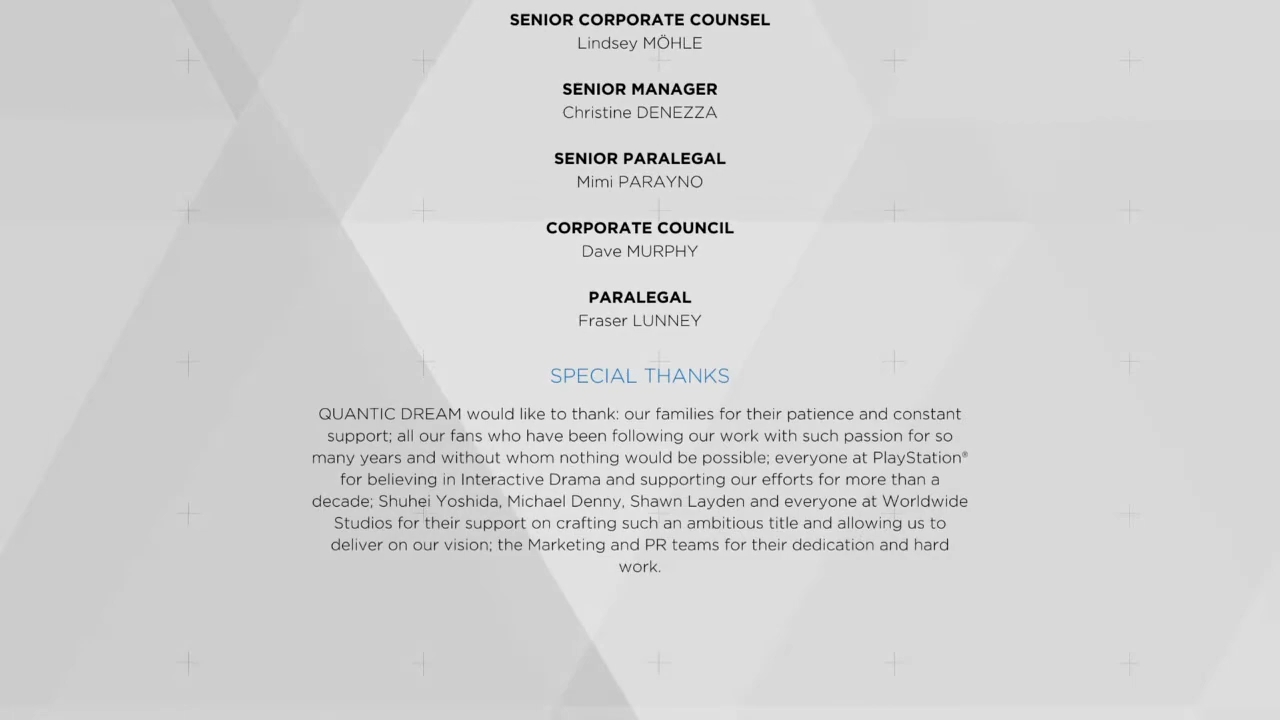 SENIOR CORPORATE COUNSEL
Lindsey MÖHLE
SENIOR MANAGER
Christine DENEZZA
SENIOR PARALEGAL
Mimi PARAYNO
CORPORATE COUNCIL
Dave MURPHY
PARALEGAL
Fraser LUNNEY
SPECIAL THANKS
QUANTIC DREAM would like to thank: our families for their patience and constant
support; all our fans who have been following our work with such passion for so
many years and without whom nothing would be possible; everyone at PlayStation®
for believing in Interactive Drama and supporting our efforts for more than a
decade; Shuhei Yoshida, Michael Denny, Shawn Layden and everyone at Worldwide
Studios for their support on crafting such an ambitious title and allowing us to
deliver on our vision; the Marketing and PR teams for their dedication and hard
work.